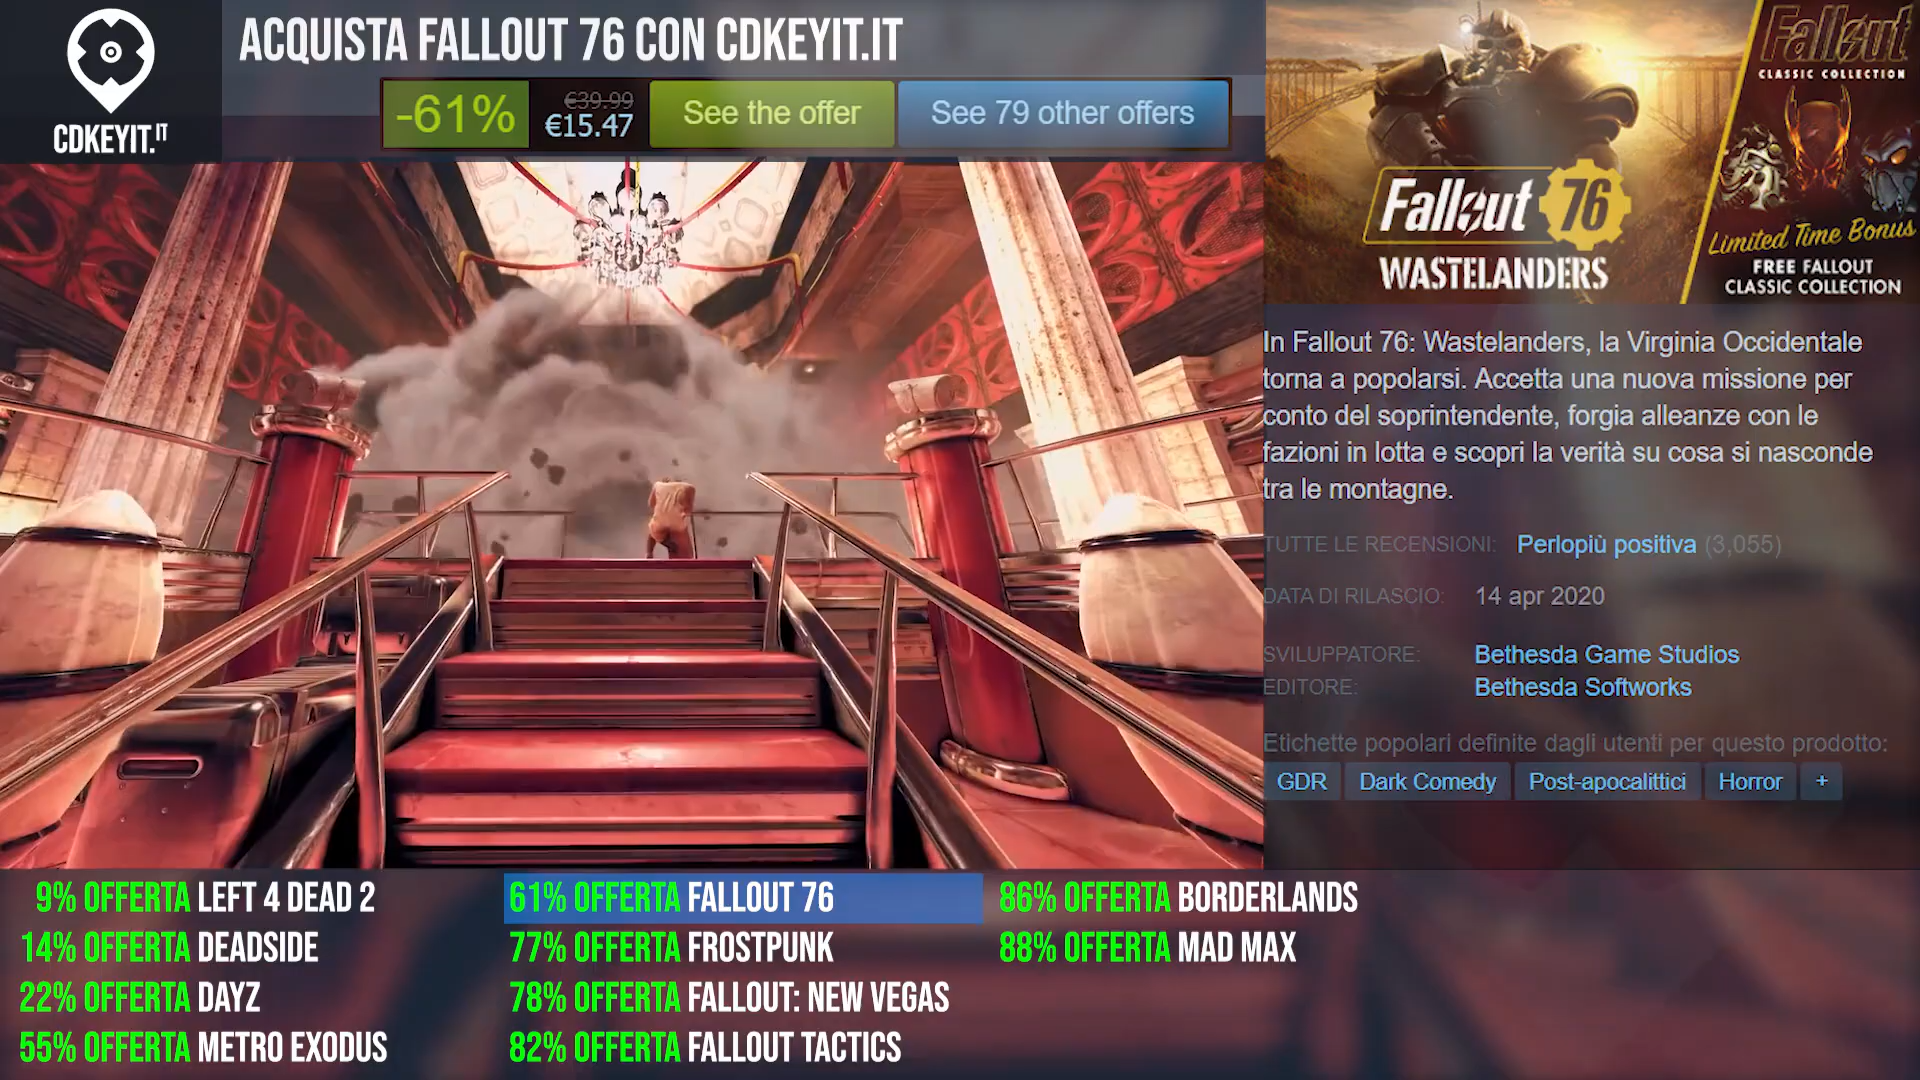 CDKEYIT.IT
ACQUISTA FALLOUT 76 CON CDKEYIT.IT
-61%
€39.99
€15.47
See the offer
See 79 other offers
Fallout 76
WASTELANDERS
Fallout
CLASSIC COLLECTION
Limited Time Bonus
FREE FALLOUT
CLASSIC COLLECTION
In Fallout 76: Wastelanders, la Virginia Occidentale
torna a popolarsi. Accetta una nuova missione per
conto del soprintendente, forgia alleanze con le
fazioni in lotta e scopri la verità su cosa si nasconde
tra le montagne.
TUTTE LE RECENSIONI: Perlopiù positiva (3,055)
DATA DI RILASCIO: 14 apr 2020
SVILUPPATORE: Bethesda Game Studios
EDITORE: Bethesda Softworks
Etichette popolari definite dagli utenti per questo prodotto:
GDR Dark Comedy Post-apocalittici Horror +
9% OFFERTA LEFT 4 DEAD 2
14% OFFERTA DEADSIDE
22% OFFERTA DAYZ
55% OFFERTA METRO EXODUS
61% OFFERTA FALLOUT 76
77% OFFERTA FROSTPUNK
78% OFFERTA FALLOUT: NEW VEGAS
82% OFFERTA FALLOUT TACTICS
86% OFFERTA BORDERLANDS
88% OFFERTA MAD MAX